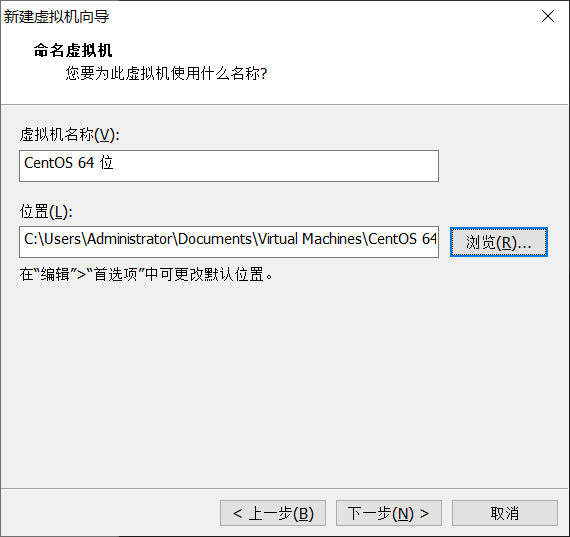 新建虚拟机向导
命名虚拟机
您要为此虚拟机使用什么名称?
虚拟机名称(V):
CentOS 64 位
位置(L):
C:\Users\Administrator\Documents\Virtual Machines\CentOS 64
浏览(R)...
在“编辑”>“首选项”中可更改默认位置。
< 上一步(B) 下一步(N) > 取消